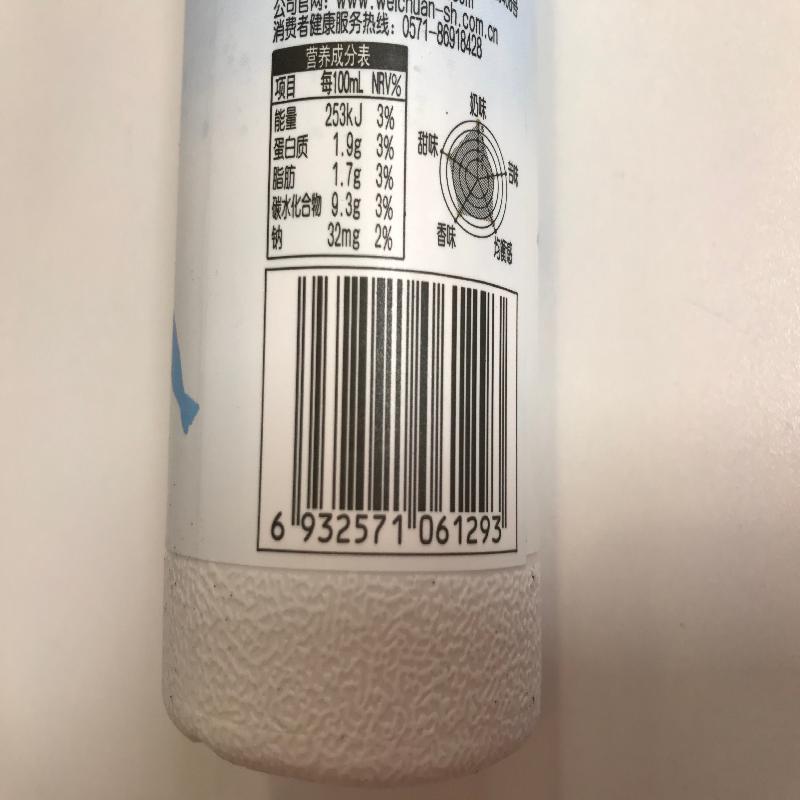 公司官网：www.weichuan-sh.com.cn
消费者健康服务热线：0571-86918428
营养成分表
项目 每100mL NRV%
能量 253kJ 3%
蛋白质 1.9g 3%
脂肪 1.7g 3%
碳水化合物 9.3g 3%
钠 32mg 2%
奶味
甜味
香味
均衡感
6 932571 061293